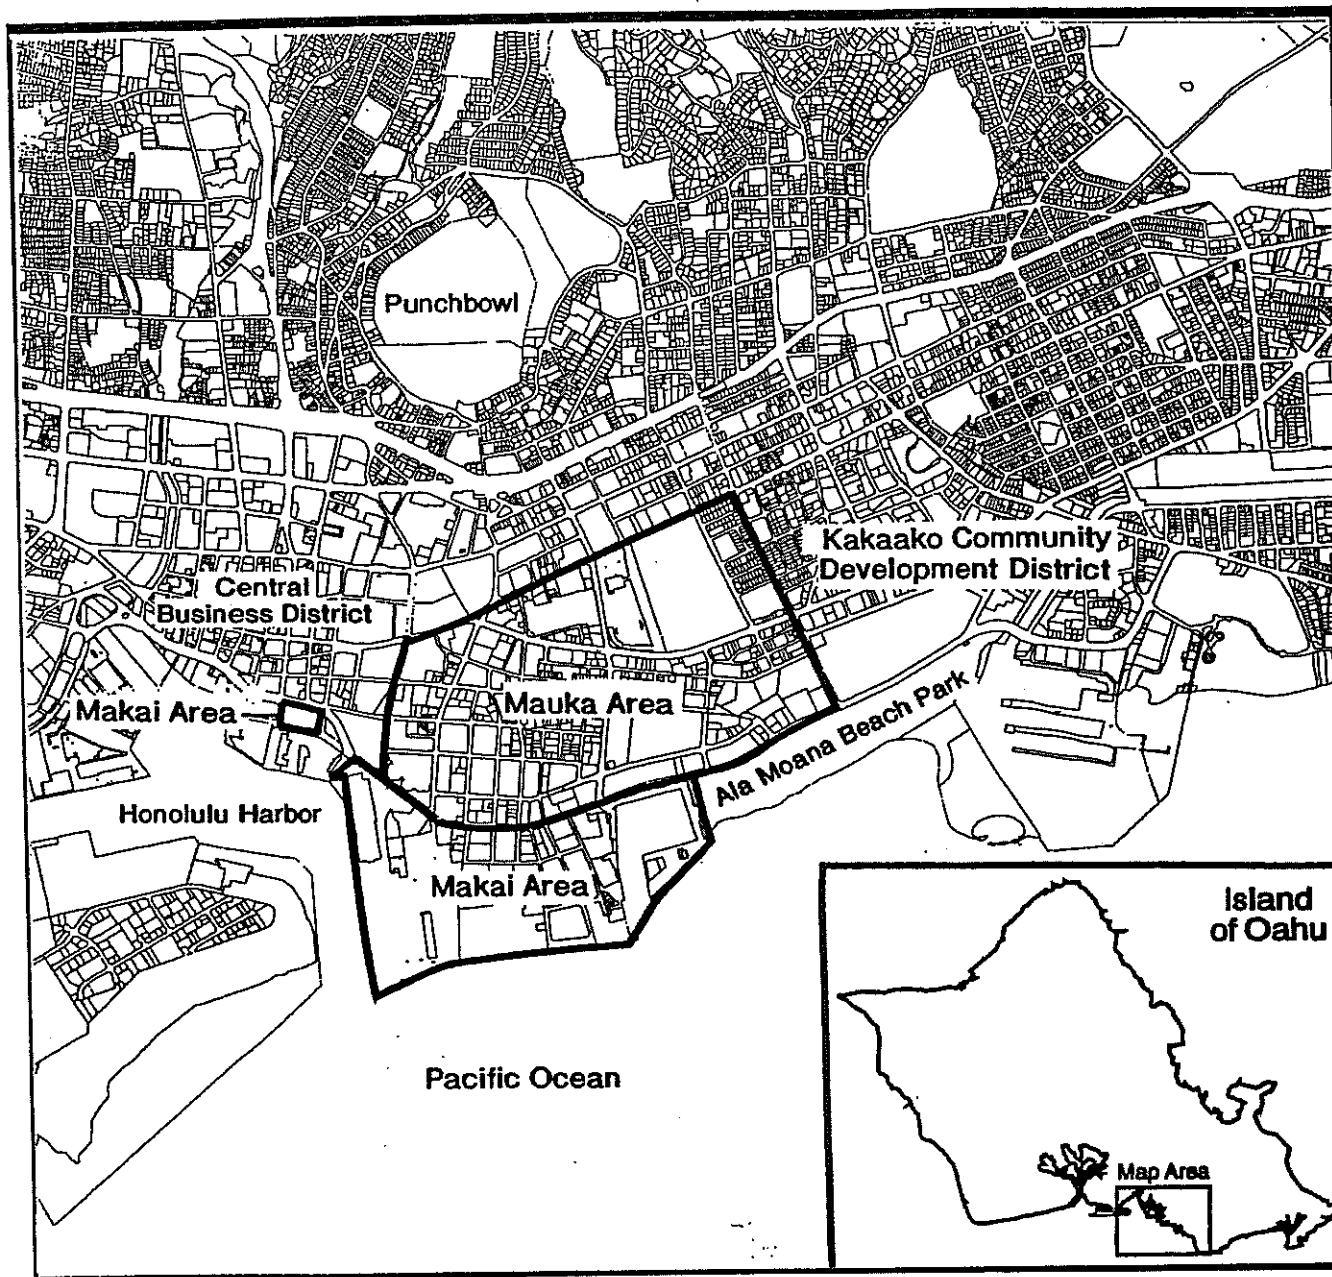 Punchbowl
Kakaako Community
Development District
Central
Business District
Makai Area
Mauka Area
Ala Moana Beach Park
Honolulu Harbor
Makai Area
Pacific Ocean
Island
of Oahu
Map Area